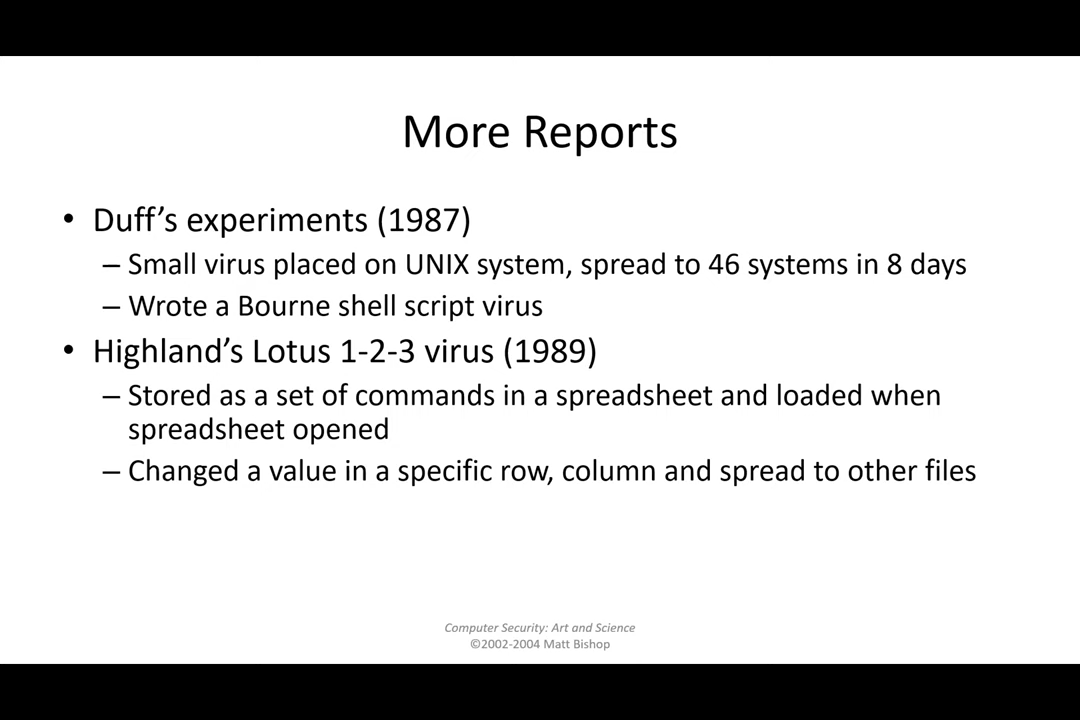 More Reports
• Duff’s experiments (1987)
– Small virus placed on UNIX system, spread to 46 systems in 8 days
– Wrote a Bourne shell script virus
• Highland’s Lotus 1-2-3 virus (1989)
– Stored as a set of commands in a spreadsheet and loaded when
spreadsheet opened
– Changed a value in a specific row, column and spread to other files
Computer Security: Art and Science
©2002-2004 Matt Bishop